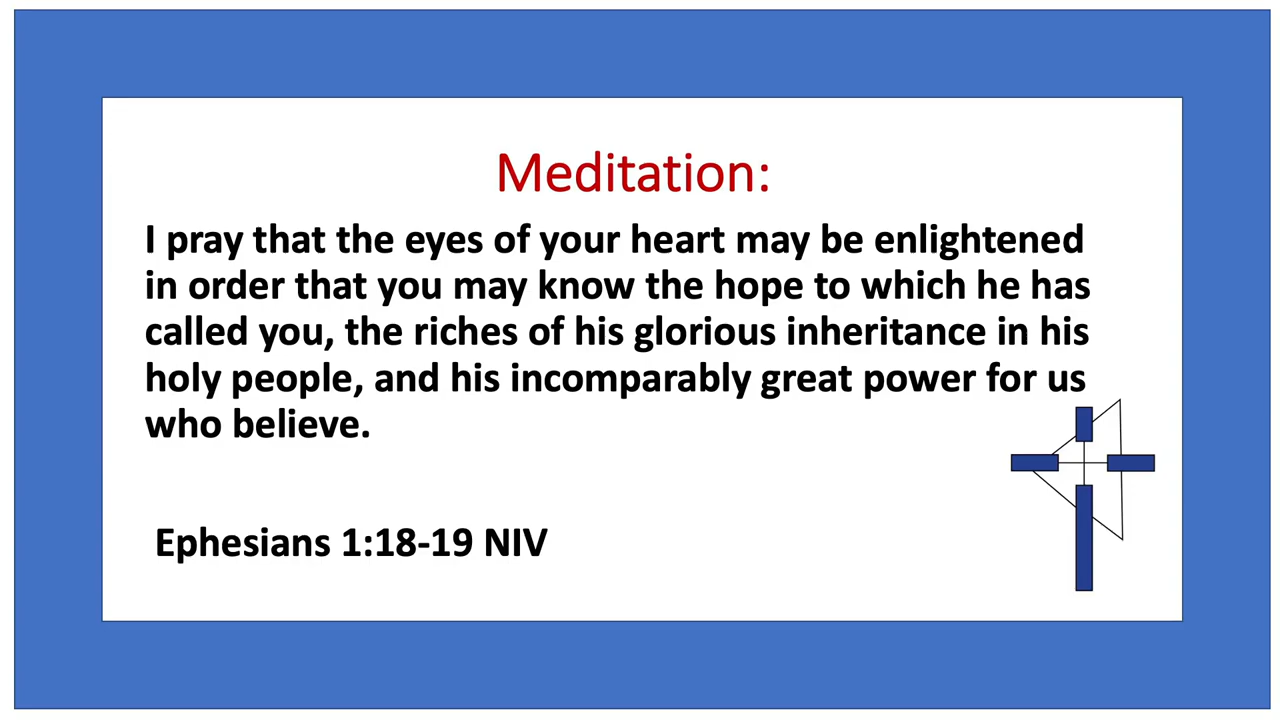 Meditation:
I pray that the eyes of your heart may be enlightened
in order that you may know the hope to which he has
called you, the riches of his glorious inheritance in his
holy people, and his incomparably great power for us
who believe.
Ephesians 1:18-19 NIV